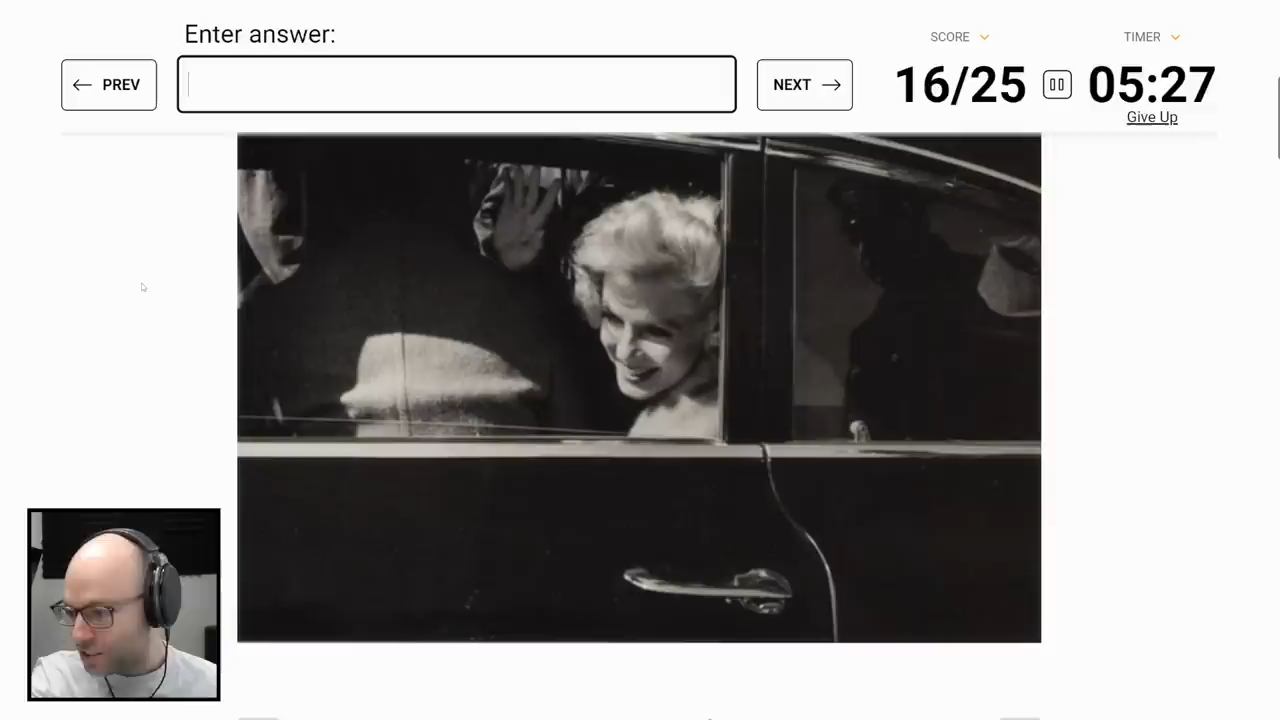 Enter answer:
SCORE
TIMER
← PREV
NEXT →
16/25
05:27
Give Up